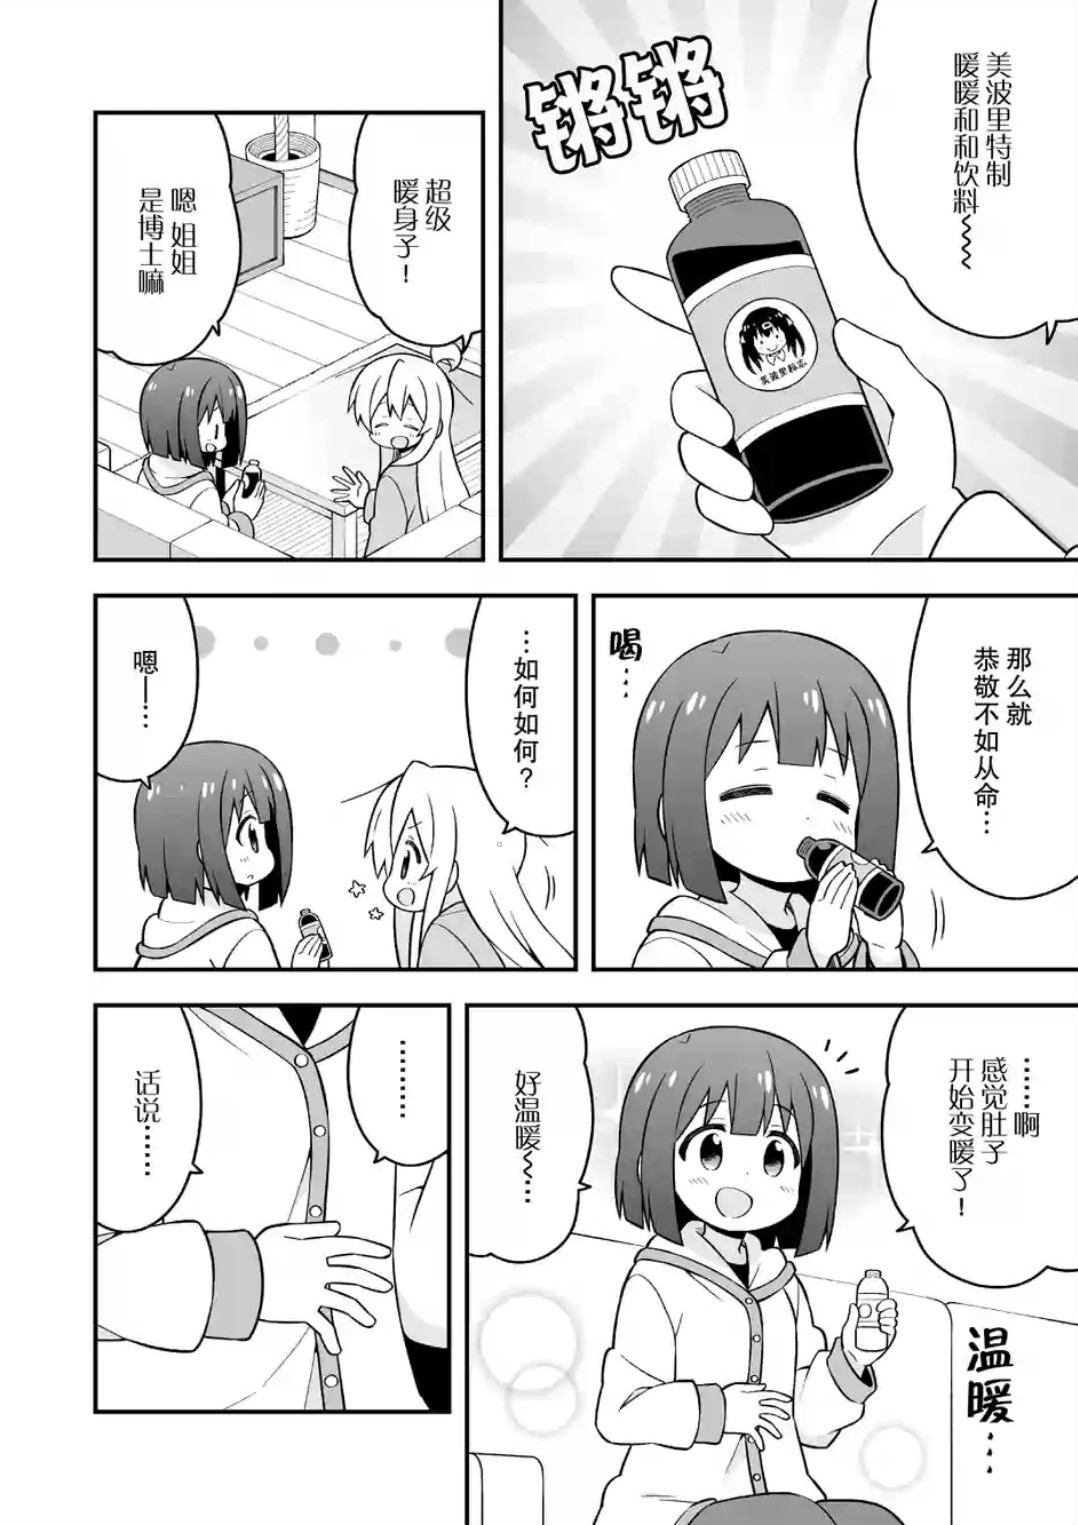 美波里特制
暖暖和和饮料~~~
锵锵
美波里标志
超级
暖身子！
嗯 姐姐
是博士嘛
那么就
恭敬不如从命…
喝…
…如何如何？
嗯——…
……啊
感觉肚子
开始变暖了！
好温暖~~…
温暖…
………
话说……